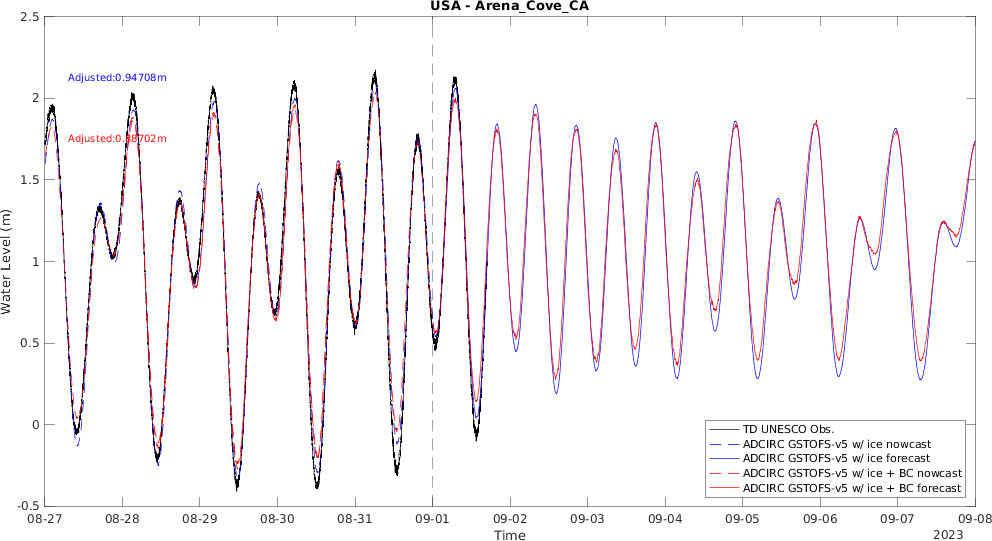 USA - Arena_Cove_CA
2.5
2
1.5
1
0.5
0
-0.5
Water Level (m)
Adjusted:0.94708m
Adjusted:0.88702m
TD UNESCO Obs.
ADCIRC GSTOFS-v5 w/ ice nowcast
ADCIRC GSTOFS-v5 w/ ice forecast
ADCIRC GSTOFS-v5 w/ ice + BC nowcast
ADCIRC GSTOFS-v5 w/ ice + BC forecast
08-27 08-28 08-29 08-30 08-31 09-01 09-02 09-03 09-04 09-05 09-06 09-07 09-08
Time
2023